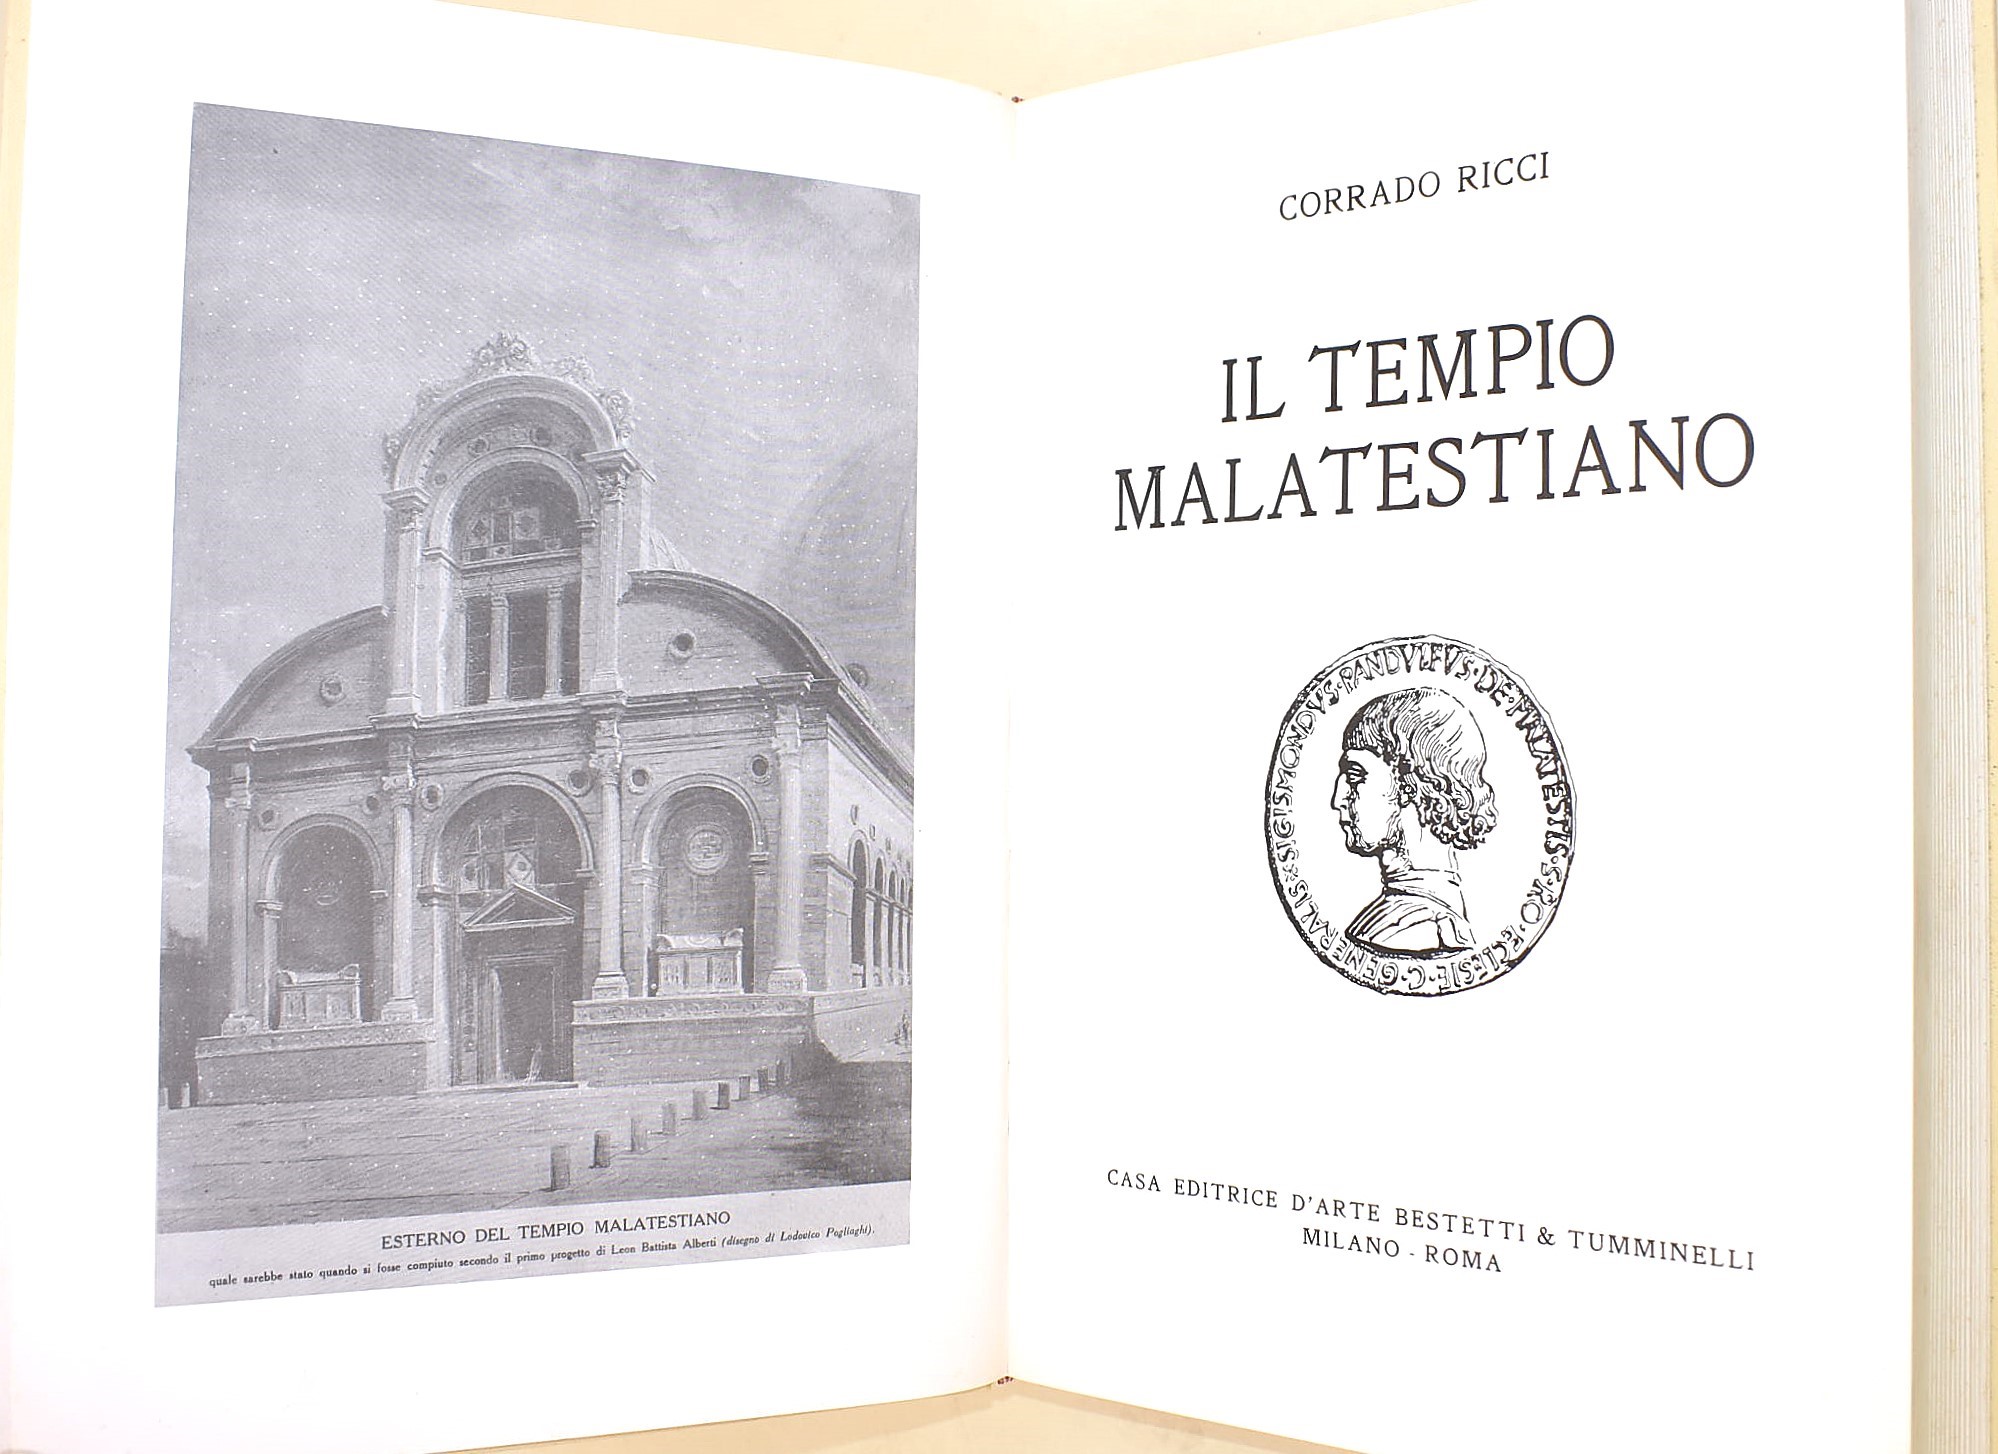 ESTERNO DEL TEMPIO MALATESTIANO
quale sarebbe stato quando si fosse compiuto secondo il primo progetto di Leon Battista Alberti (disegno di Lodovico Pogliaghi).
CORRADO RICCI
IL TEMPIO
MALATESTIANO
SIGISMONDVS·PANDVLFVS·DE·MALATESTIS·S·RO·ECLESIE·C·GENERALIS
CASA EDITRICE D'ARTE BESTETTI & TUMMINELLI
MILANO - ROMA